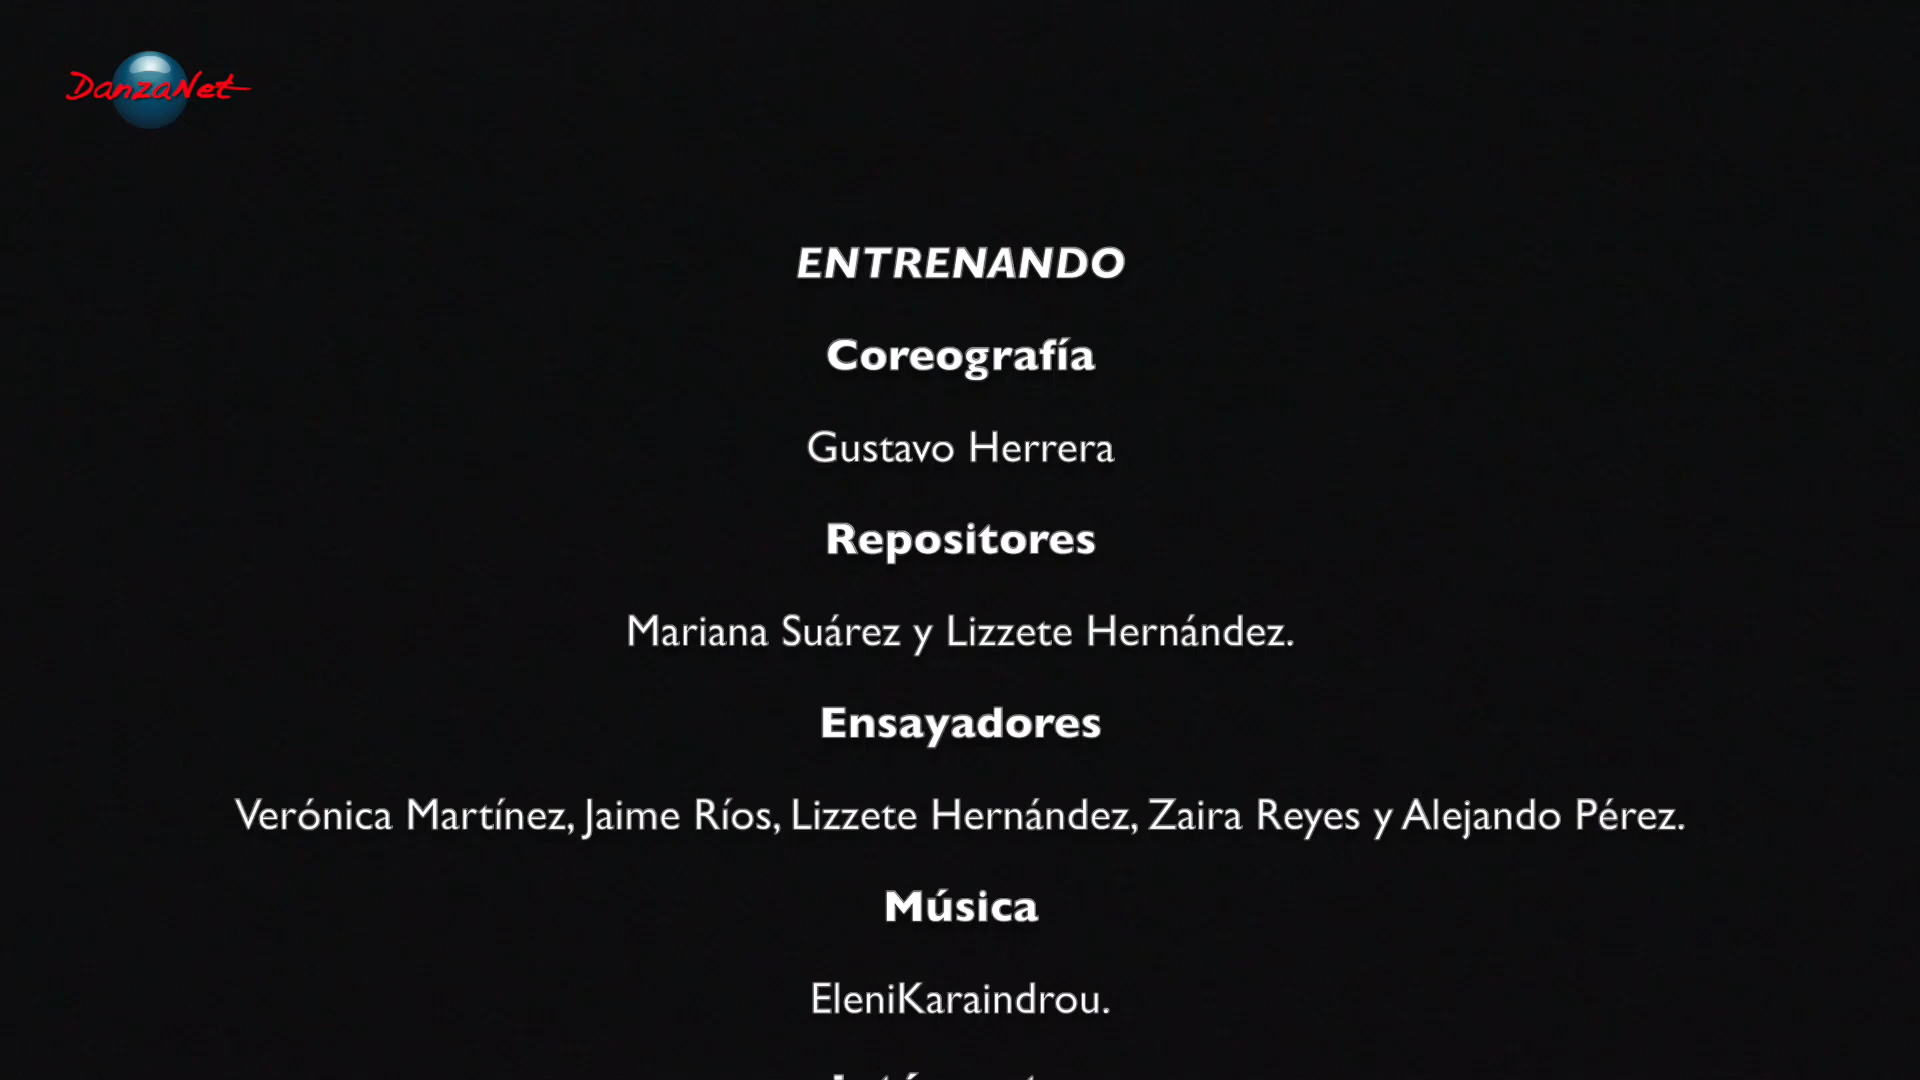 DanzaNet
ENTRENANDO
Coreografía
Gustavo Herrera
Repositores
Mariana Suárez y Lizzete Hernández.
Ensayadores
Verónica Martínez, Jaime Ríos, Lizzete Hernández, Zaira Reyes y Alejando Pérez.
Música
EleniKaraindrou.